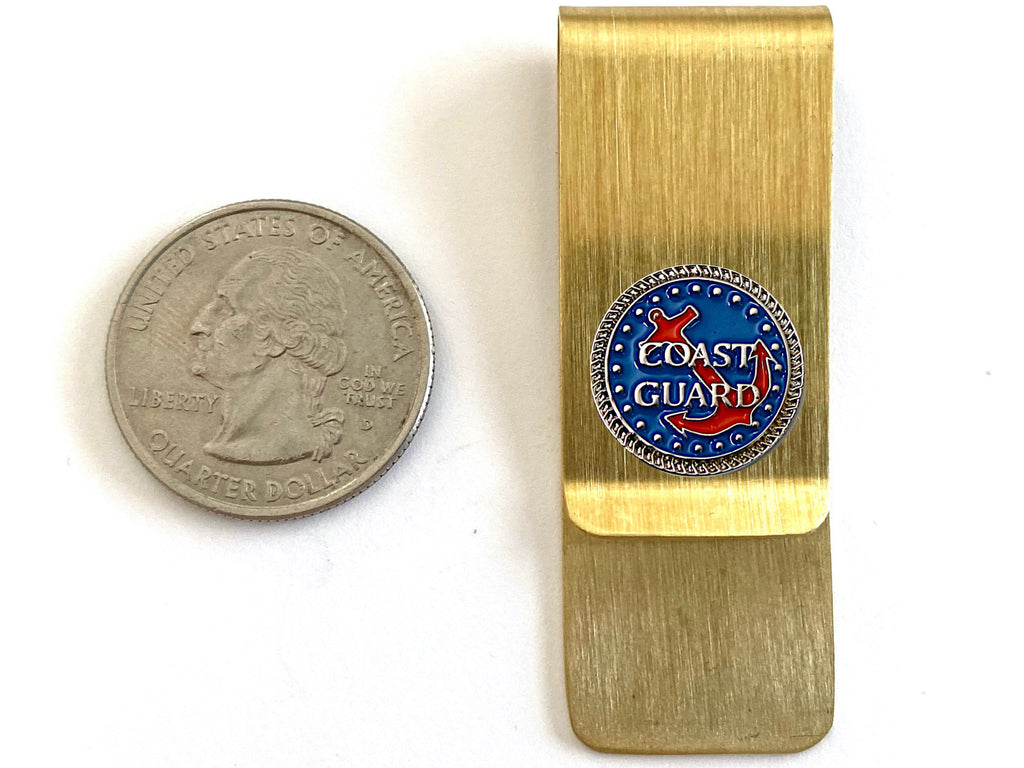 UNITED STATES OF AMERICA
LIBERTY
IN
GOD WE
TRUST
D
QUARTER DOLLAR
COAST
GUARD